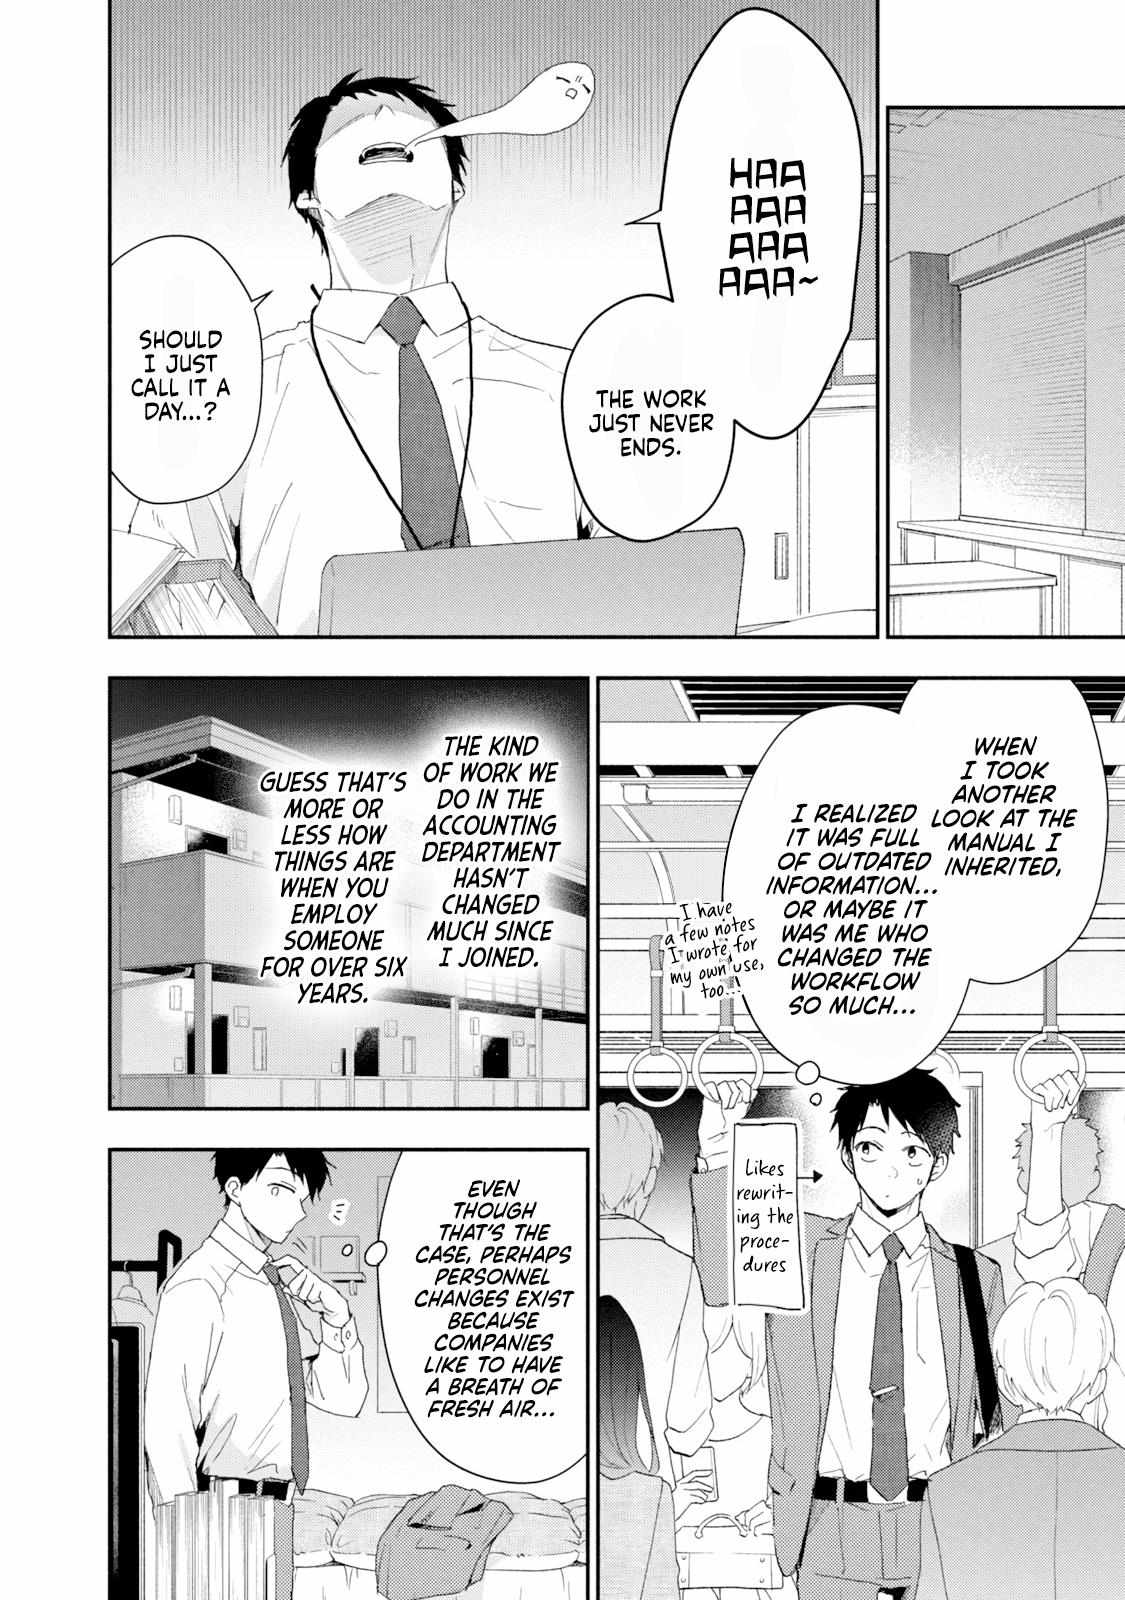 HAA
AAA
AAA
AAA~
THE WORK
JUST NEVER
ENDS.
SHOULD
I JUST
CALL IT A
DAY...?
WHEN
I TOOK
ANOTHER
LOOK AT THE
MANUAL I
INHERITED,
I REALIZED
IT WAS FULL
OF OUTDATED
INFORMATION...
OR MAYBE IT
WAS ME WHO
CHANGED THE
WORKFLOW
SO MUCH...
I have
a few notes
I wrote for
my own use,
too...
Likes
rewrit-
ing the
proce-
dures
THE KIND
OF WORK WE
DO IN THE
ACCOUNTING
DEPARTMENT
HASN'T
CHANGED
MUCH SINCE
I JOINED.
GUESS THAT'S
MORE OR
LESS HOW
THINGS ARE
WHEN YOU
EMPLOY
SOMEONE
FOR OVER SIX
YEARS.
EVEN
THOUGH
THAT'S THE
CASE, PERHAPS
PERSONNEL
CHANGES EXIST
BECAUSE
COMPANIES
LIKE TO HAVE
A BREATH OF
FRESH AIR...